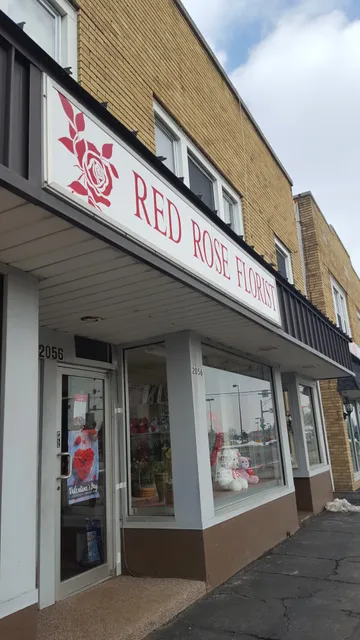 RED ROSE FLORIST
2056
2056
Valentine's Day